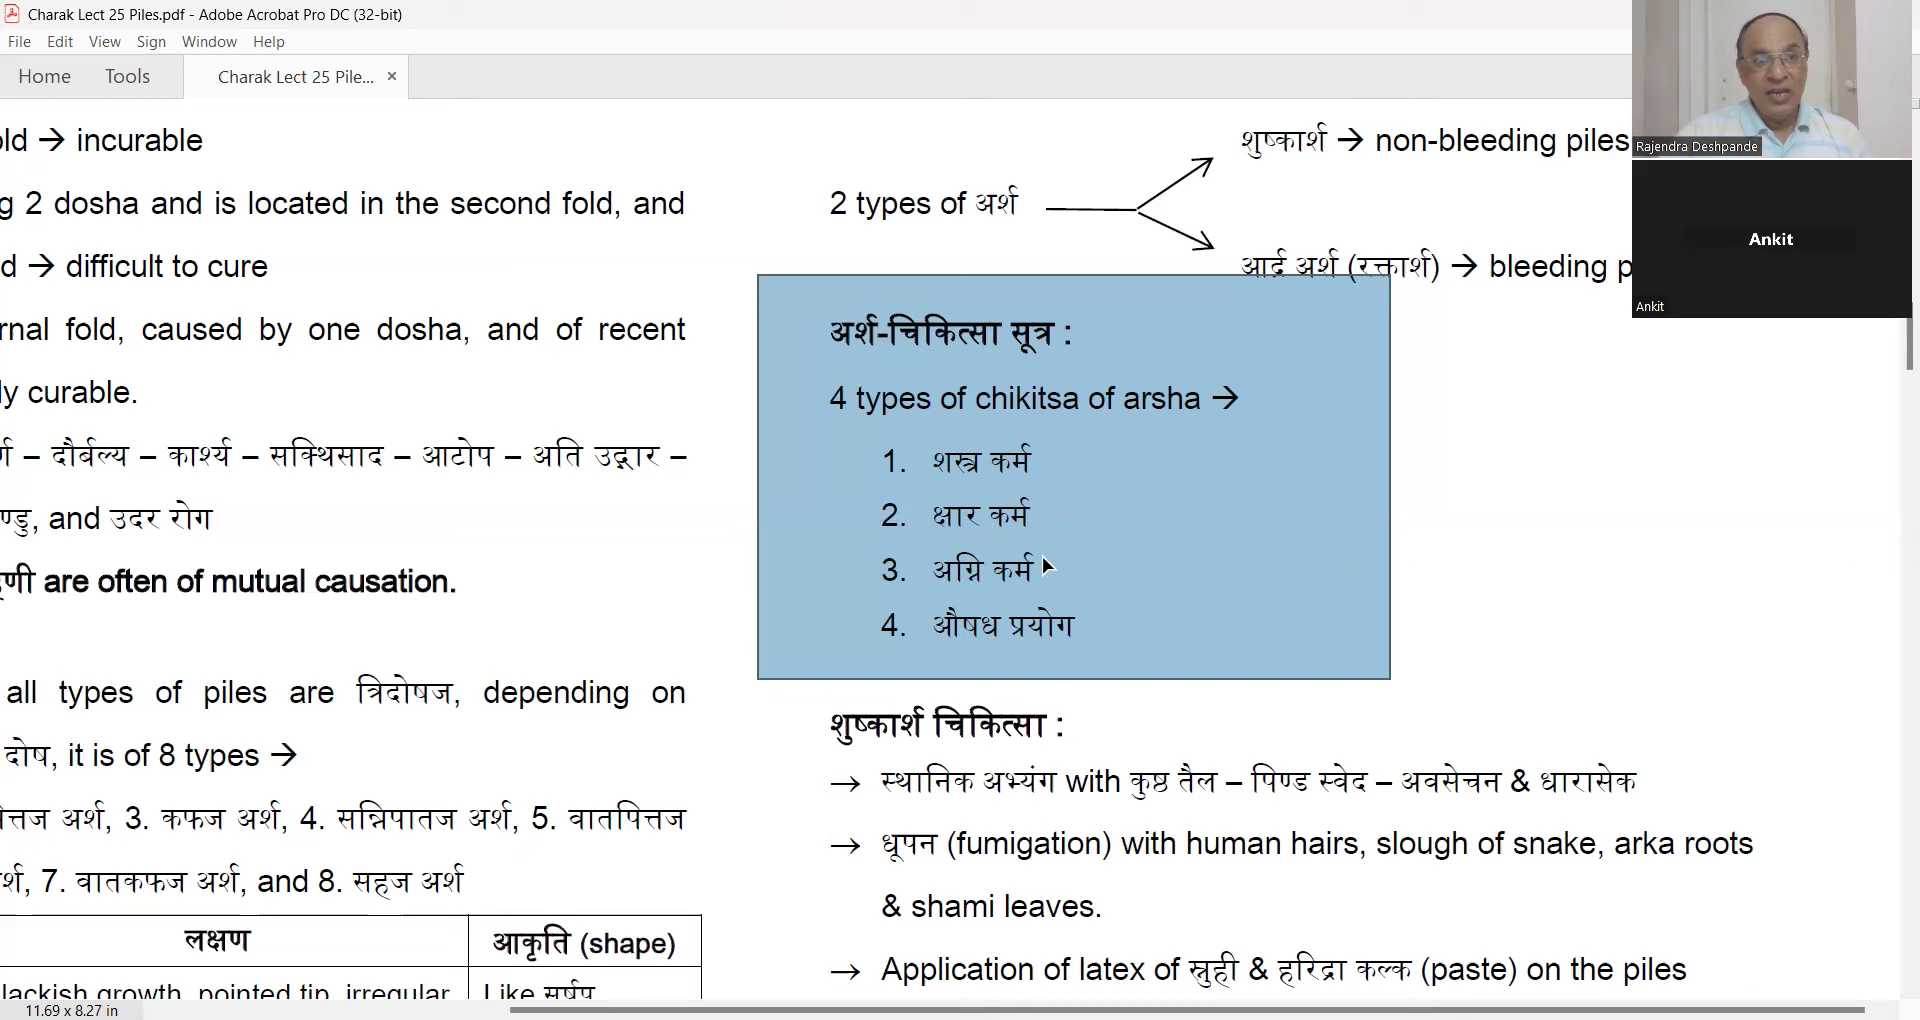 Charak Lect 25 Piles.pdf - Adobe Acrobat Pro DC (32-bit)
File Edit View Sign Window Help
Home Tools Charak Lect 25 Pile... ×
Rajendra Deshpande
Ankit
Ankit
→ incurable
2 dosha and is located in the second fold, and
→ difficult to cure
fold, caused by one dosha, and of recent
curable.
– दौर्बल्य – कार्श्य – सक्थिसाद – आटोप – अति उद्गार –
and उदर रोग
are often of mutual causation.
all types of piles are त्रिदोषज, depending on
दोष, it is of 8 types →
अर्श, 3. कफज अर्श, 4. सन्निपातज अर्श, 5. वातपित्तज
7. वातकफज अर्श, and 8. सहज अर्श
लक्षण आकृति (shape)
growth, pointed tip, irregular Like सर्षप
2 types of अर्श
शुष्कार्श → non-bleeding piles
आर्द्र अर्श (रक्तार्श) → bleeding
अर्श-चिकित्सा सूत्र :
4 types of chikitsa of arsha →
1. शस्त्र कर्म
2. क्षार कर्म
3. अग्नि कर्म
4. औषध प्रयोग
शुष्कार्श चिकित्सा :
→ स्थानिक अभ्यंग with कुष्ठ तैल – पिण्ड स्वेद – अवसेचन & धारासेक
→ धूपन (fumigation) with human hairs, slough of snake, arka roots
& shami leaves.
→ Application of latex of स्नुही & हरिद्रा कल्क (paste) on the piles
11.69 x 8.27 in